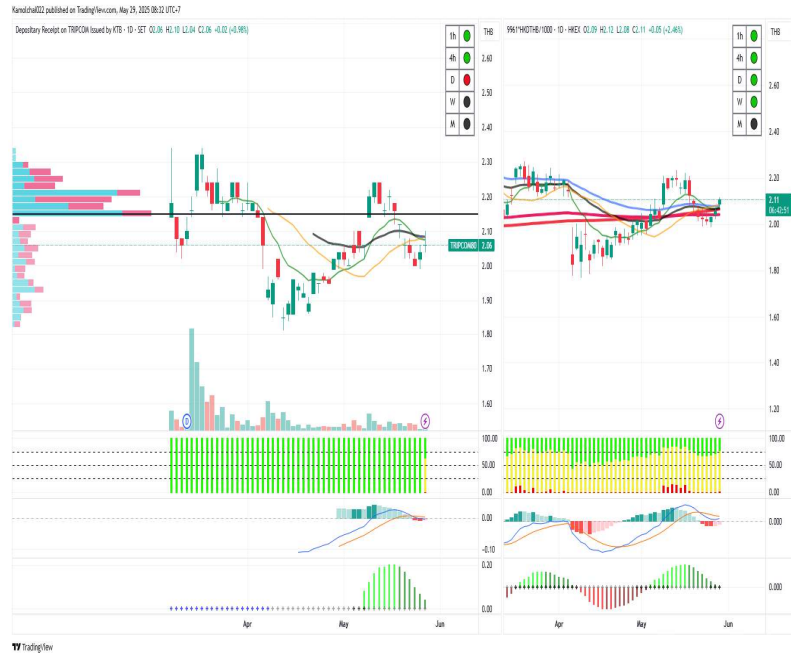 Kamolchai022 published on TradingView.com, May 29, 2025 08:32 UTC+7
Depositary Receipt on TRIPCOM Issued by KTB · 1D · SET O2.06 H2.10 L2.04 C2.06 +0.02 (+0.98%)
THB
1h
4h
D
W
M
2.60
2.50
2.40
2.30
2.20
2.10
TRIPCOM80 2.06
2.00
1.90
1.80
1.70
1.60
D
100.00
50.00
0.00
0.00
-0.10
0.20
0.00
Apr
May
Jun
9961*HKDTHB/1000 · 1D · HKEX O2.09 H2.12 L2.08 C2.11 +0.05 (+2.46%)
THB
1h
4h
D
W
M
2.80
2.60
2.40
2.20
2.11
06:42:51
2.00
1.80
1.60
1.40
1.20
100.00
50.00
0.00
0.000
0.000
Apr
May
Jun
TradingView